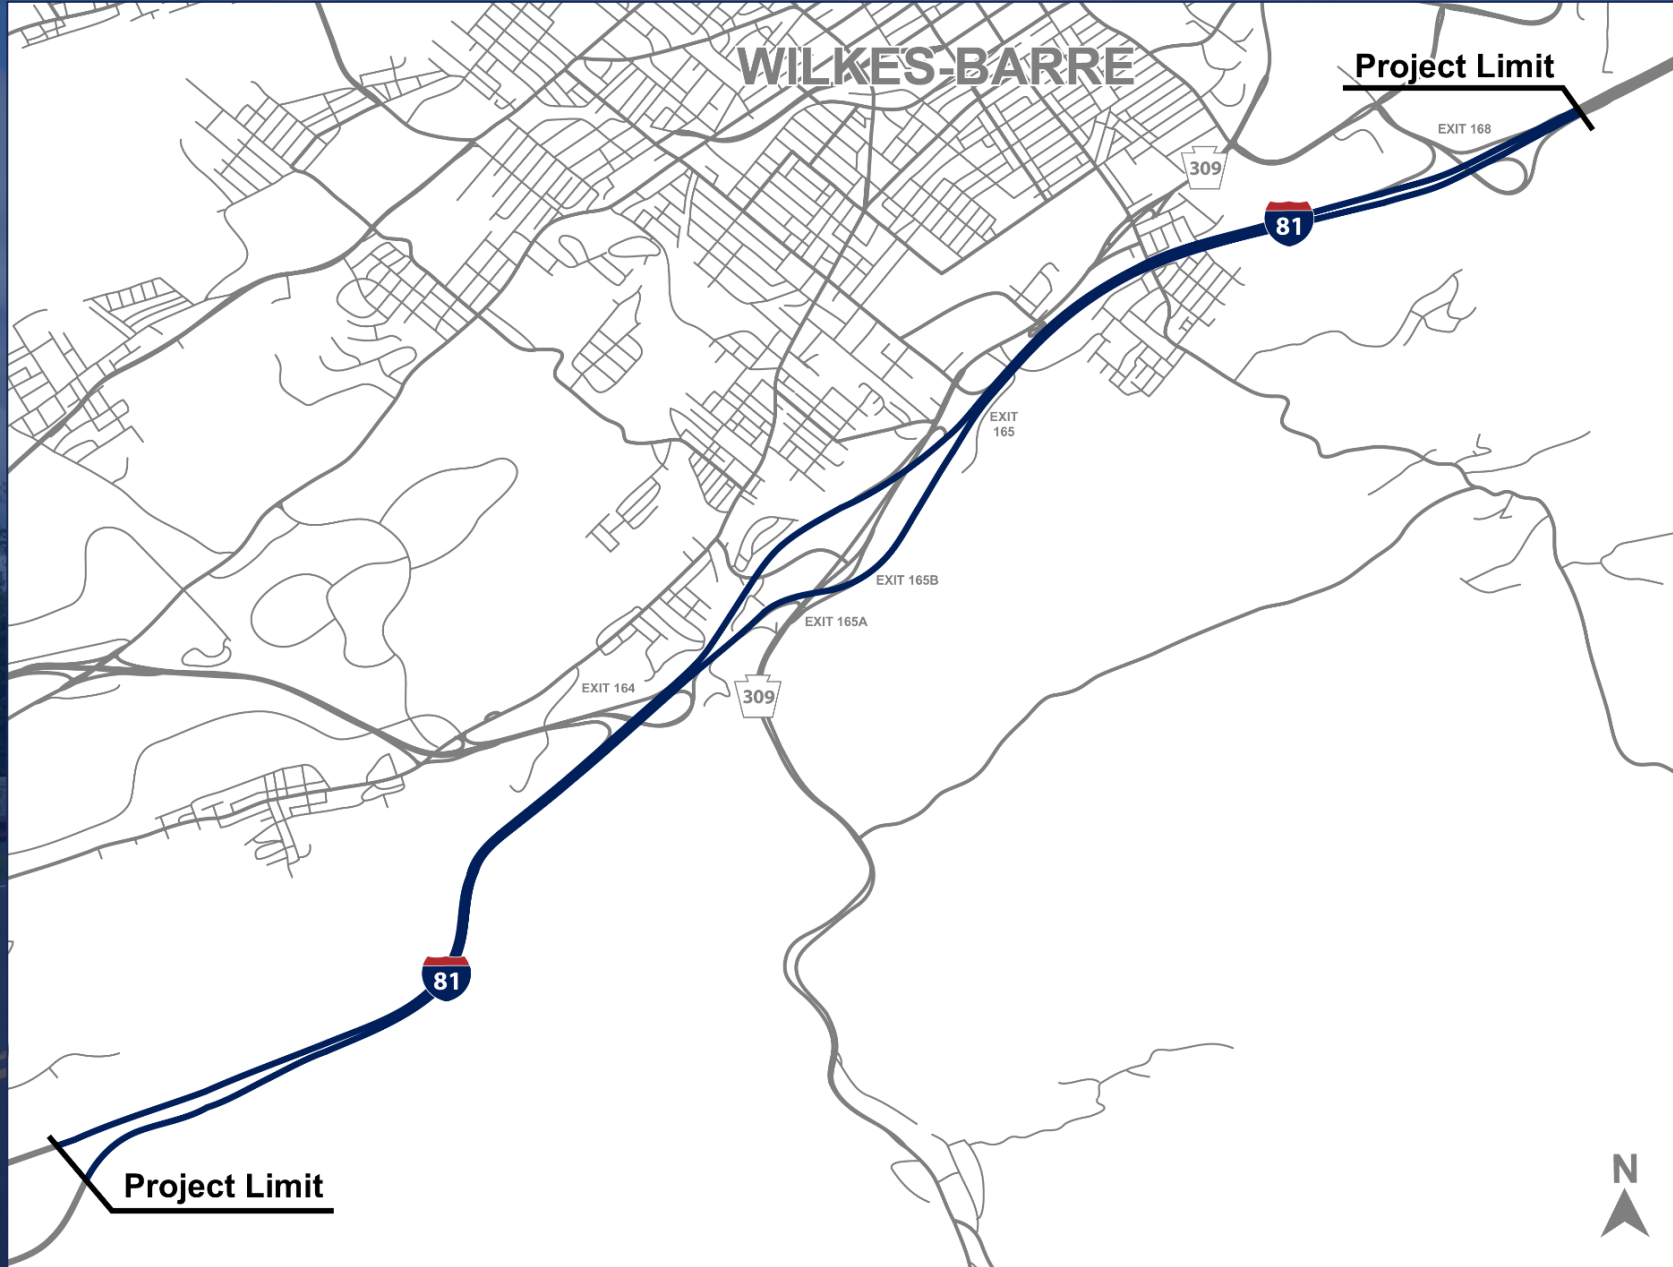 WILKES-BARRE
Project Limit
EXIT 168
309
81
EXIT
165
EXIT 165B
EXIT 165A
EXIT 164
309
81
Project Limit
N